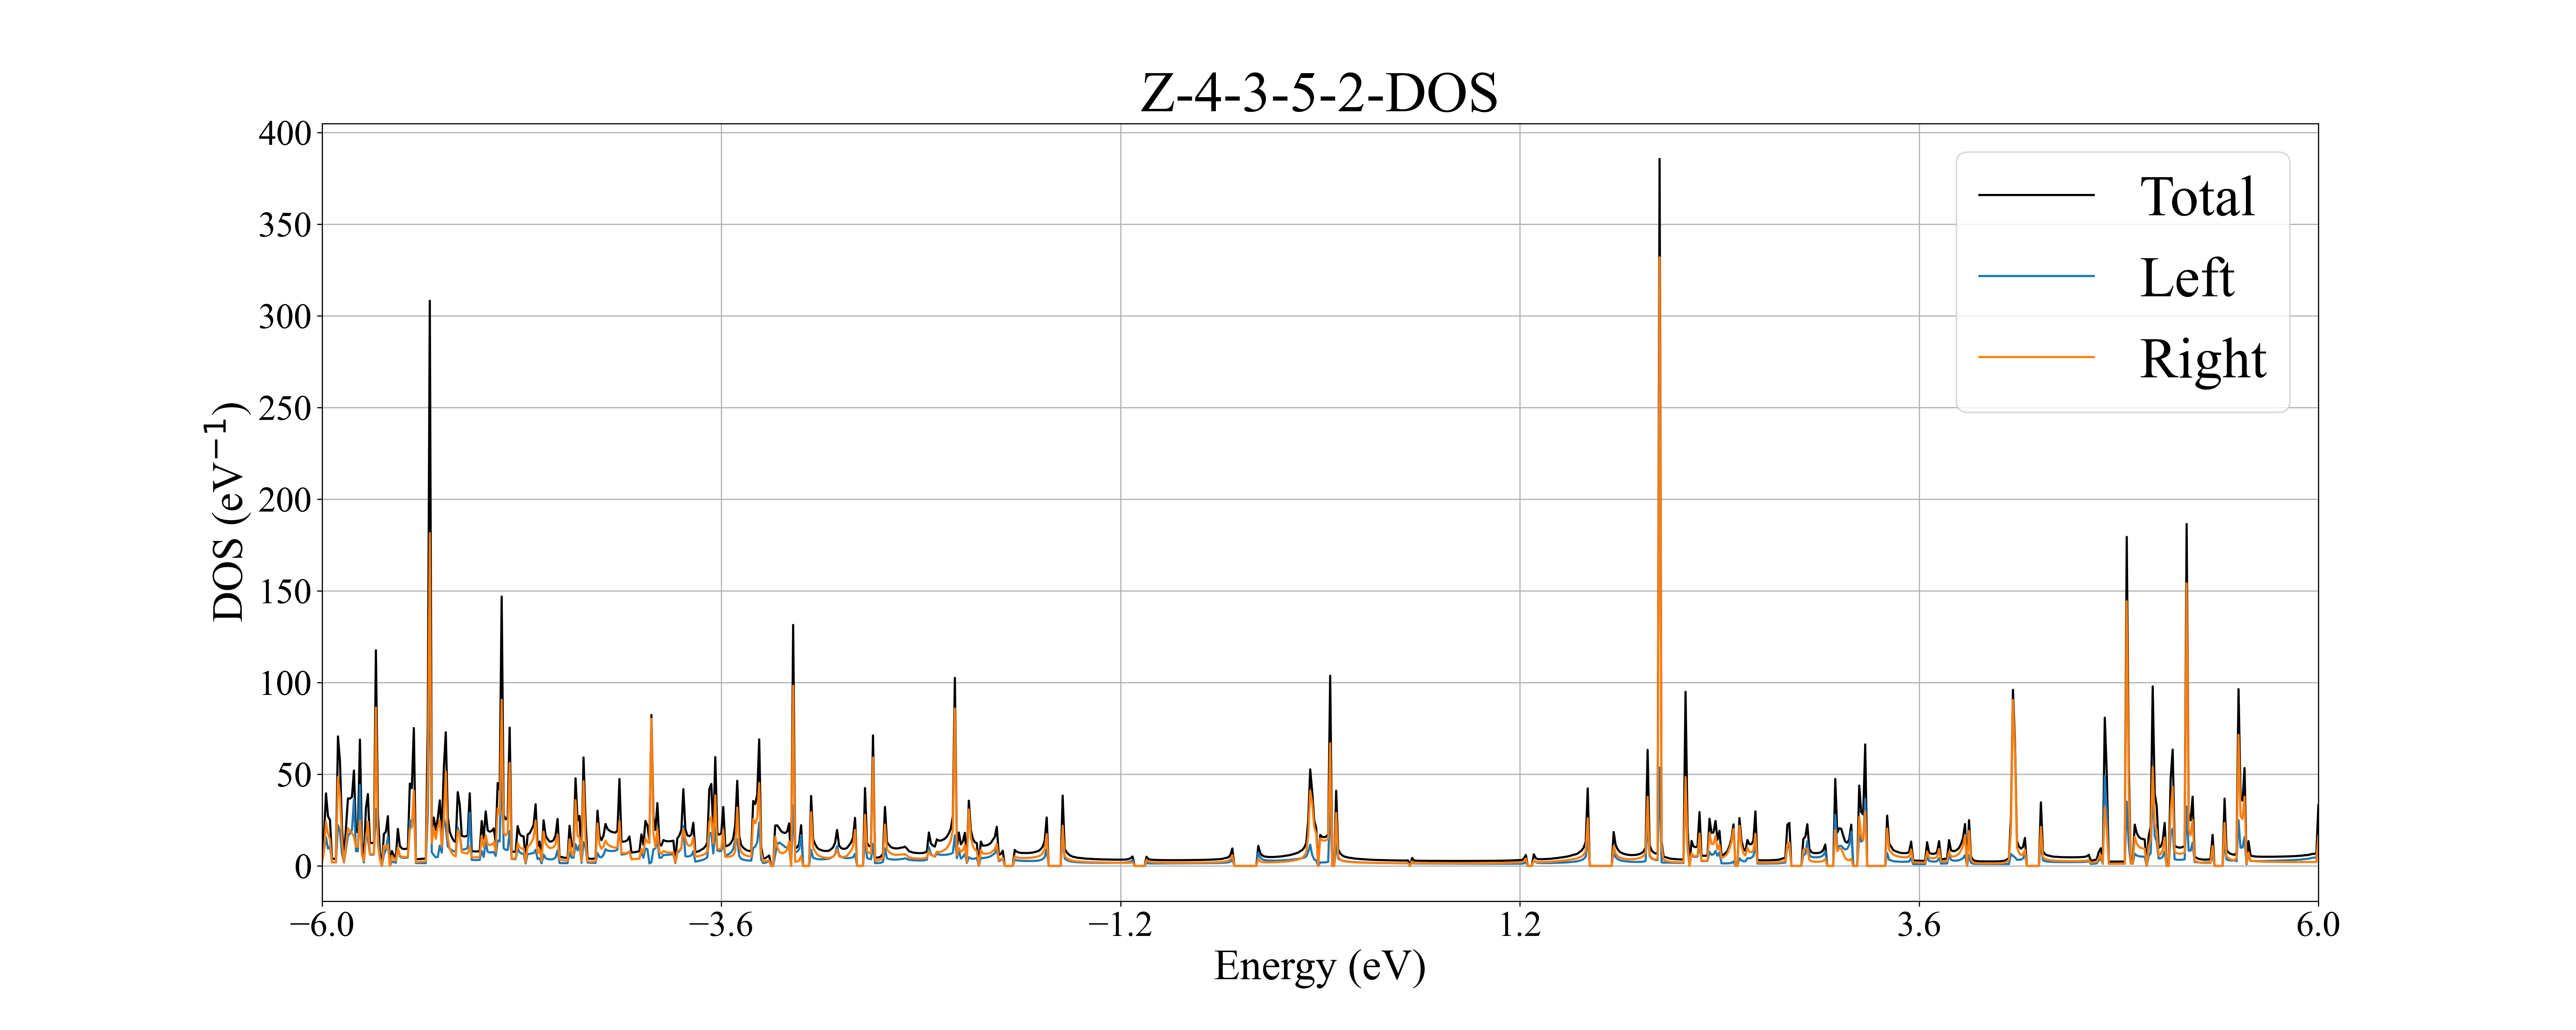 Z-4-3-5-2-DOS
400
350
300
250
200
150
100
50
0
DOS (eV⁻¹)
Total
Left
Right
−6.0 −3.6 −1.2 1.2 3.6 6.0
Energy (eV)